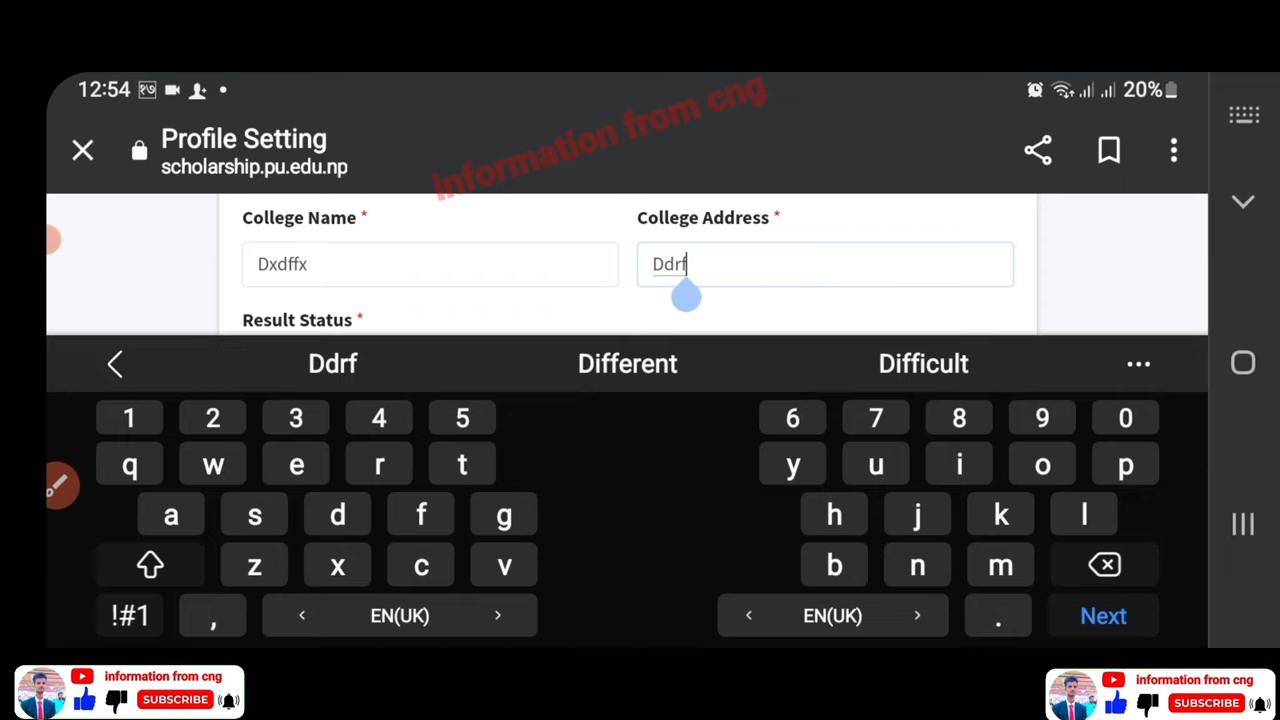 12:54 20%
information from cng
Profile Setting
scholarship.pu.edu.np
College Name * College Address *
Dxdffx Ddrf
Result Status *
Ddrf Different Difficult
1 2 3 4 5 6 7 8 9 0
q w e r t y u i o p
a s d f g h j k l
z x c v b n m
!#1 , < EN(UK) > < EN(UK) > . Next
information from cng information from cng
SUBSCRIBE SUBSCRIBE